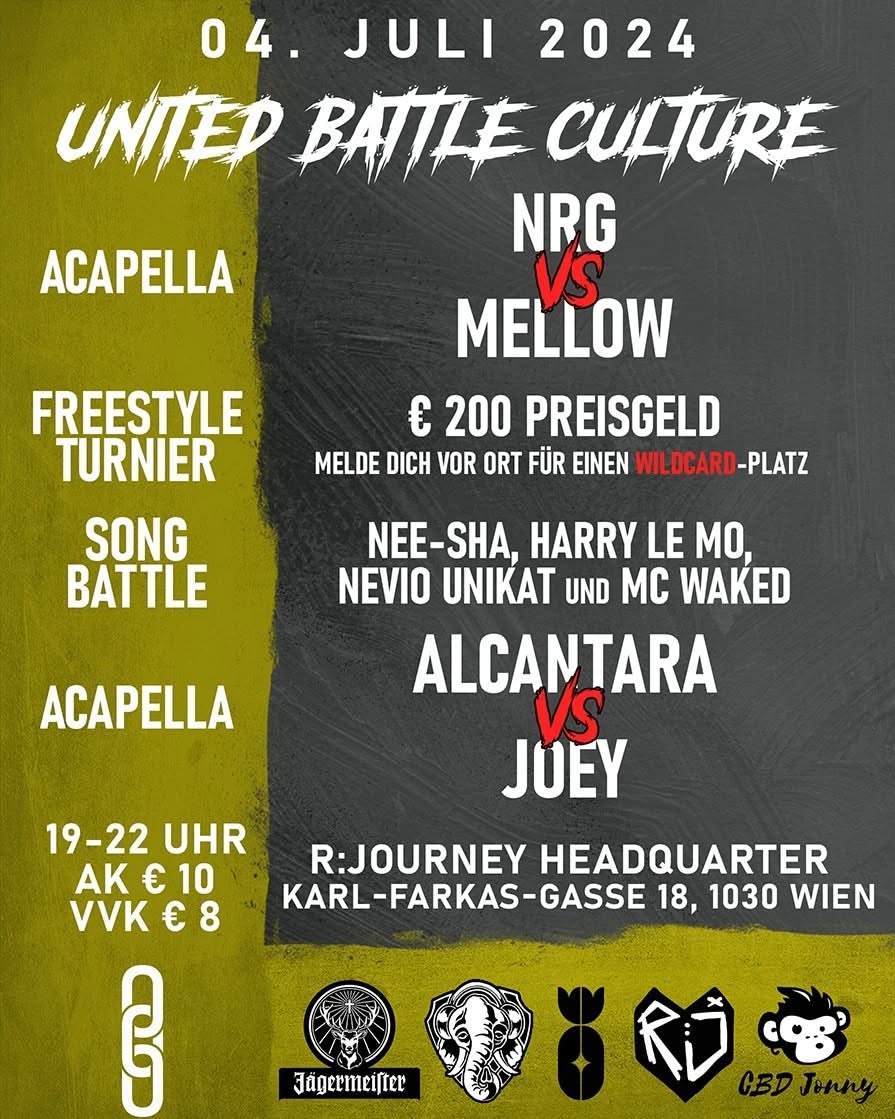 04. JULI 2024
UNITED BATTLE CULTURE
ACAPELLA
NRG
VS
MELLOW
FREESTYLE
TURNIER
€ 200 PREISGELD
MELDE DICH VOR ORT FÜR EINEN WILDCARD-PLATZ
SONG
BATTLE
NEE-SHA, HARRY LE MO,
NEVIO UNIKAT UND MC WAKED
ACAPELLA
ALCANTARA
VS
JOEY
19-22 UHR
AK € 10
VVK € 8
R:JOURNEY HEADQUARTER
KARL-FARKAS-GASSE 18, 1030 WIEN
Jägermeister
R:J
CBD Jonny